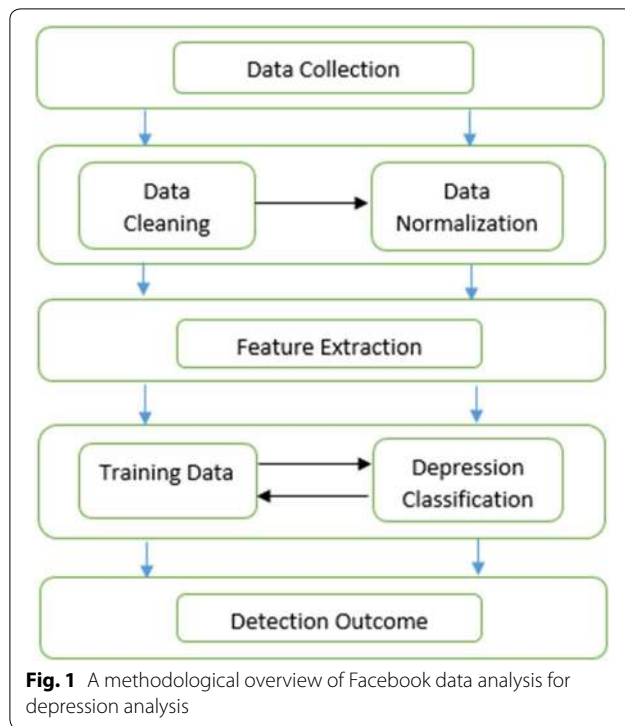 Data Collection
Data
Cleaning
Data
Normalization
Feature Extraction
Training Data
Depression
Classification
Detection Outcome
Fig. 1 A methodological overview of Facebook data analysis for
depression analysis